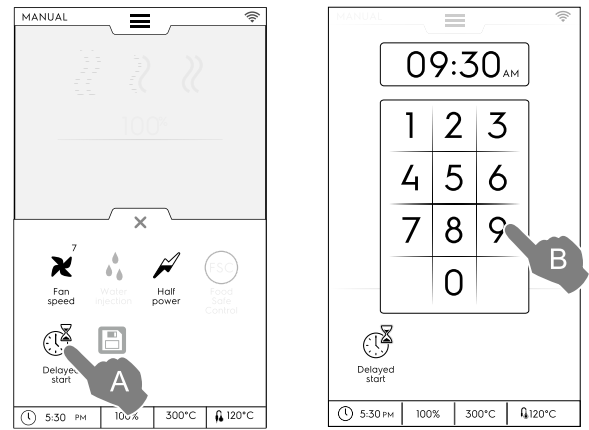 MANUAL
100°
7
Fan
speed
Water
injection
Half
power
FSC
Food
Safe
Control
Delayed
start
A
5:30 PM
100%
300°C
120°C
MANUAL
09:30 AM
1 2 3
4 5 6
7 8 9
0
B
Delayed
start
5:30 PM
100%
300°C
120°C